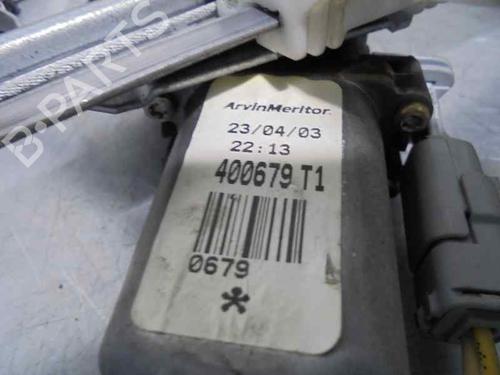 B-PARTS
ArvinMeritor.
23/04/03
22:13
400679 T1
0679